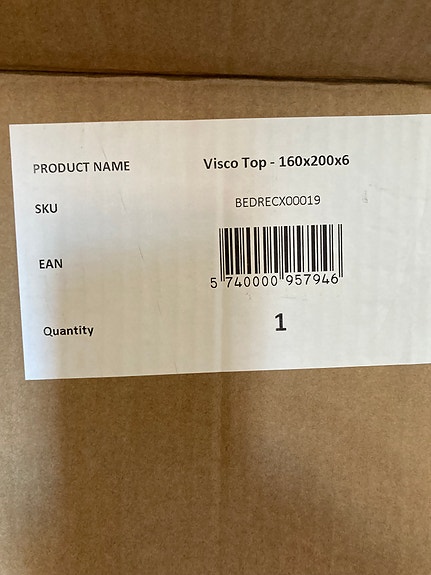 PRODUCT NAME Visco Top - 160x200x6
SKU BEDRECX00019
EAN
5 740000 957946
Quantity 1